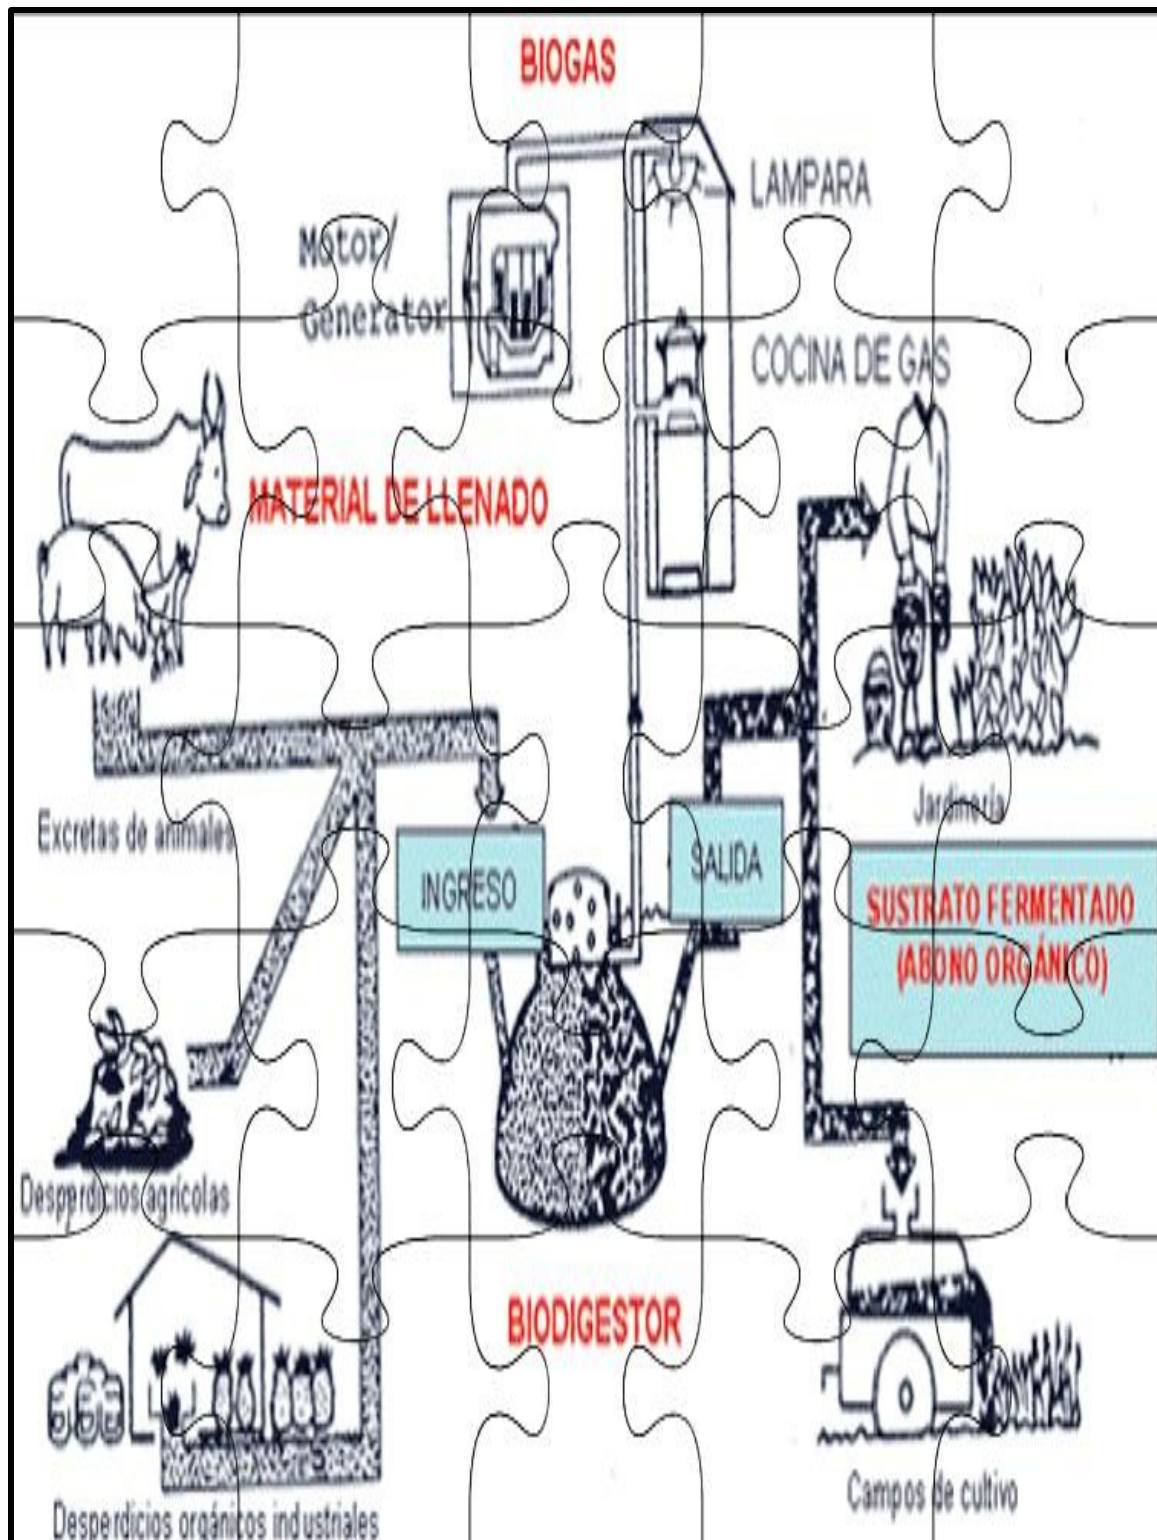 BIOGAS
LAMPARA
Motor/
Generator
COCINA DE GAS
MATERIAL DE LLENADO
Jardinería
Excretas de animales
INGRESO
SALIDA
SUSTRATO FERMENTADO
(ABONO ORGÁNICO)
Desperdicios agrícolas
BIODIGESTOR
Campos de cultivo
Desperdicios orgánicos industriales